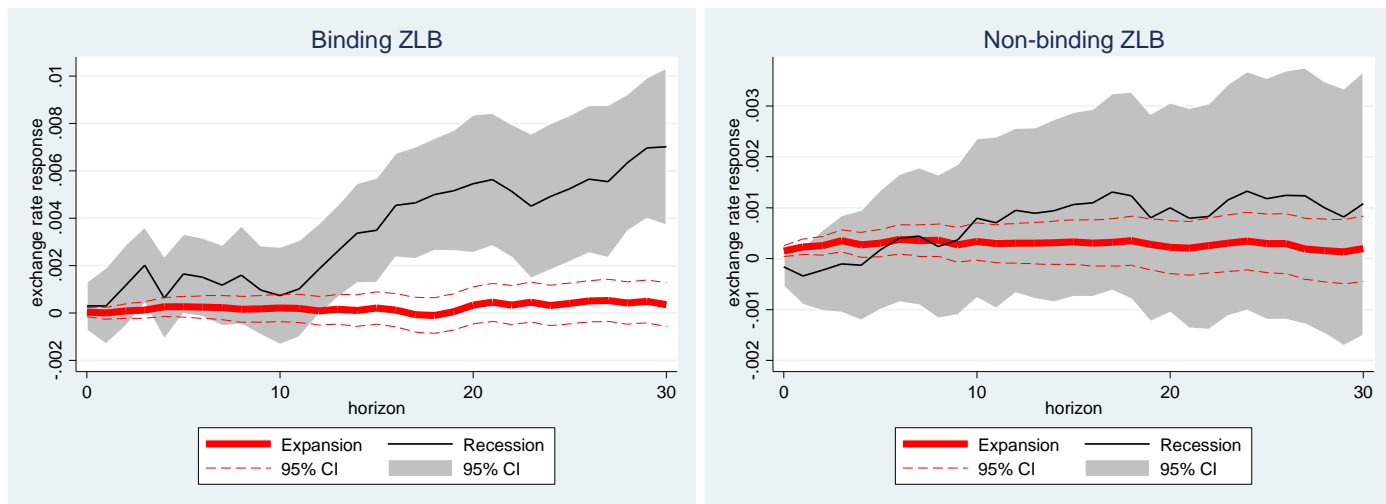 Binding ZLB
exchange rate response
.01
.008
.006
.004
.002
0
-.002
0
10
20
30
horizon
Expansion
Recession
95% CI
95% CI
Non-binding ZLB
exchange rate response
.003
.002
.001
0
-.001
-.002
0
10
20
30
horizon
Expansion
Recession
95% CI
95% CI